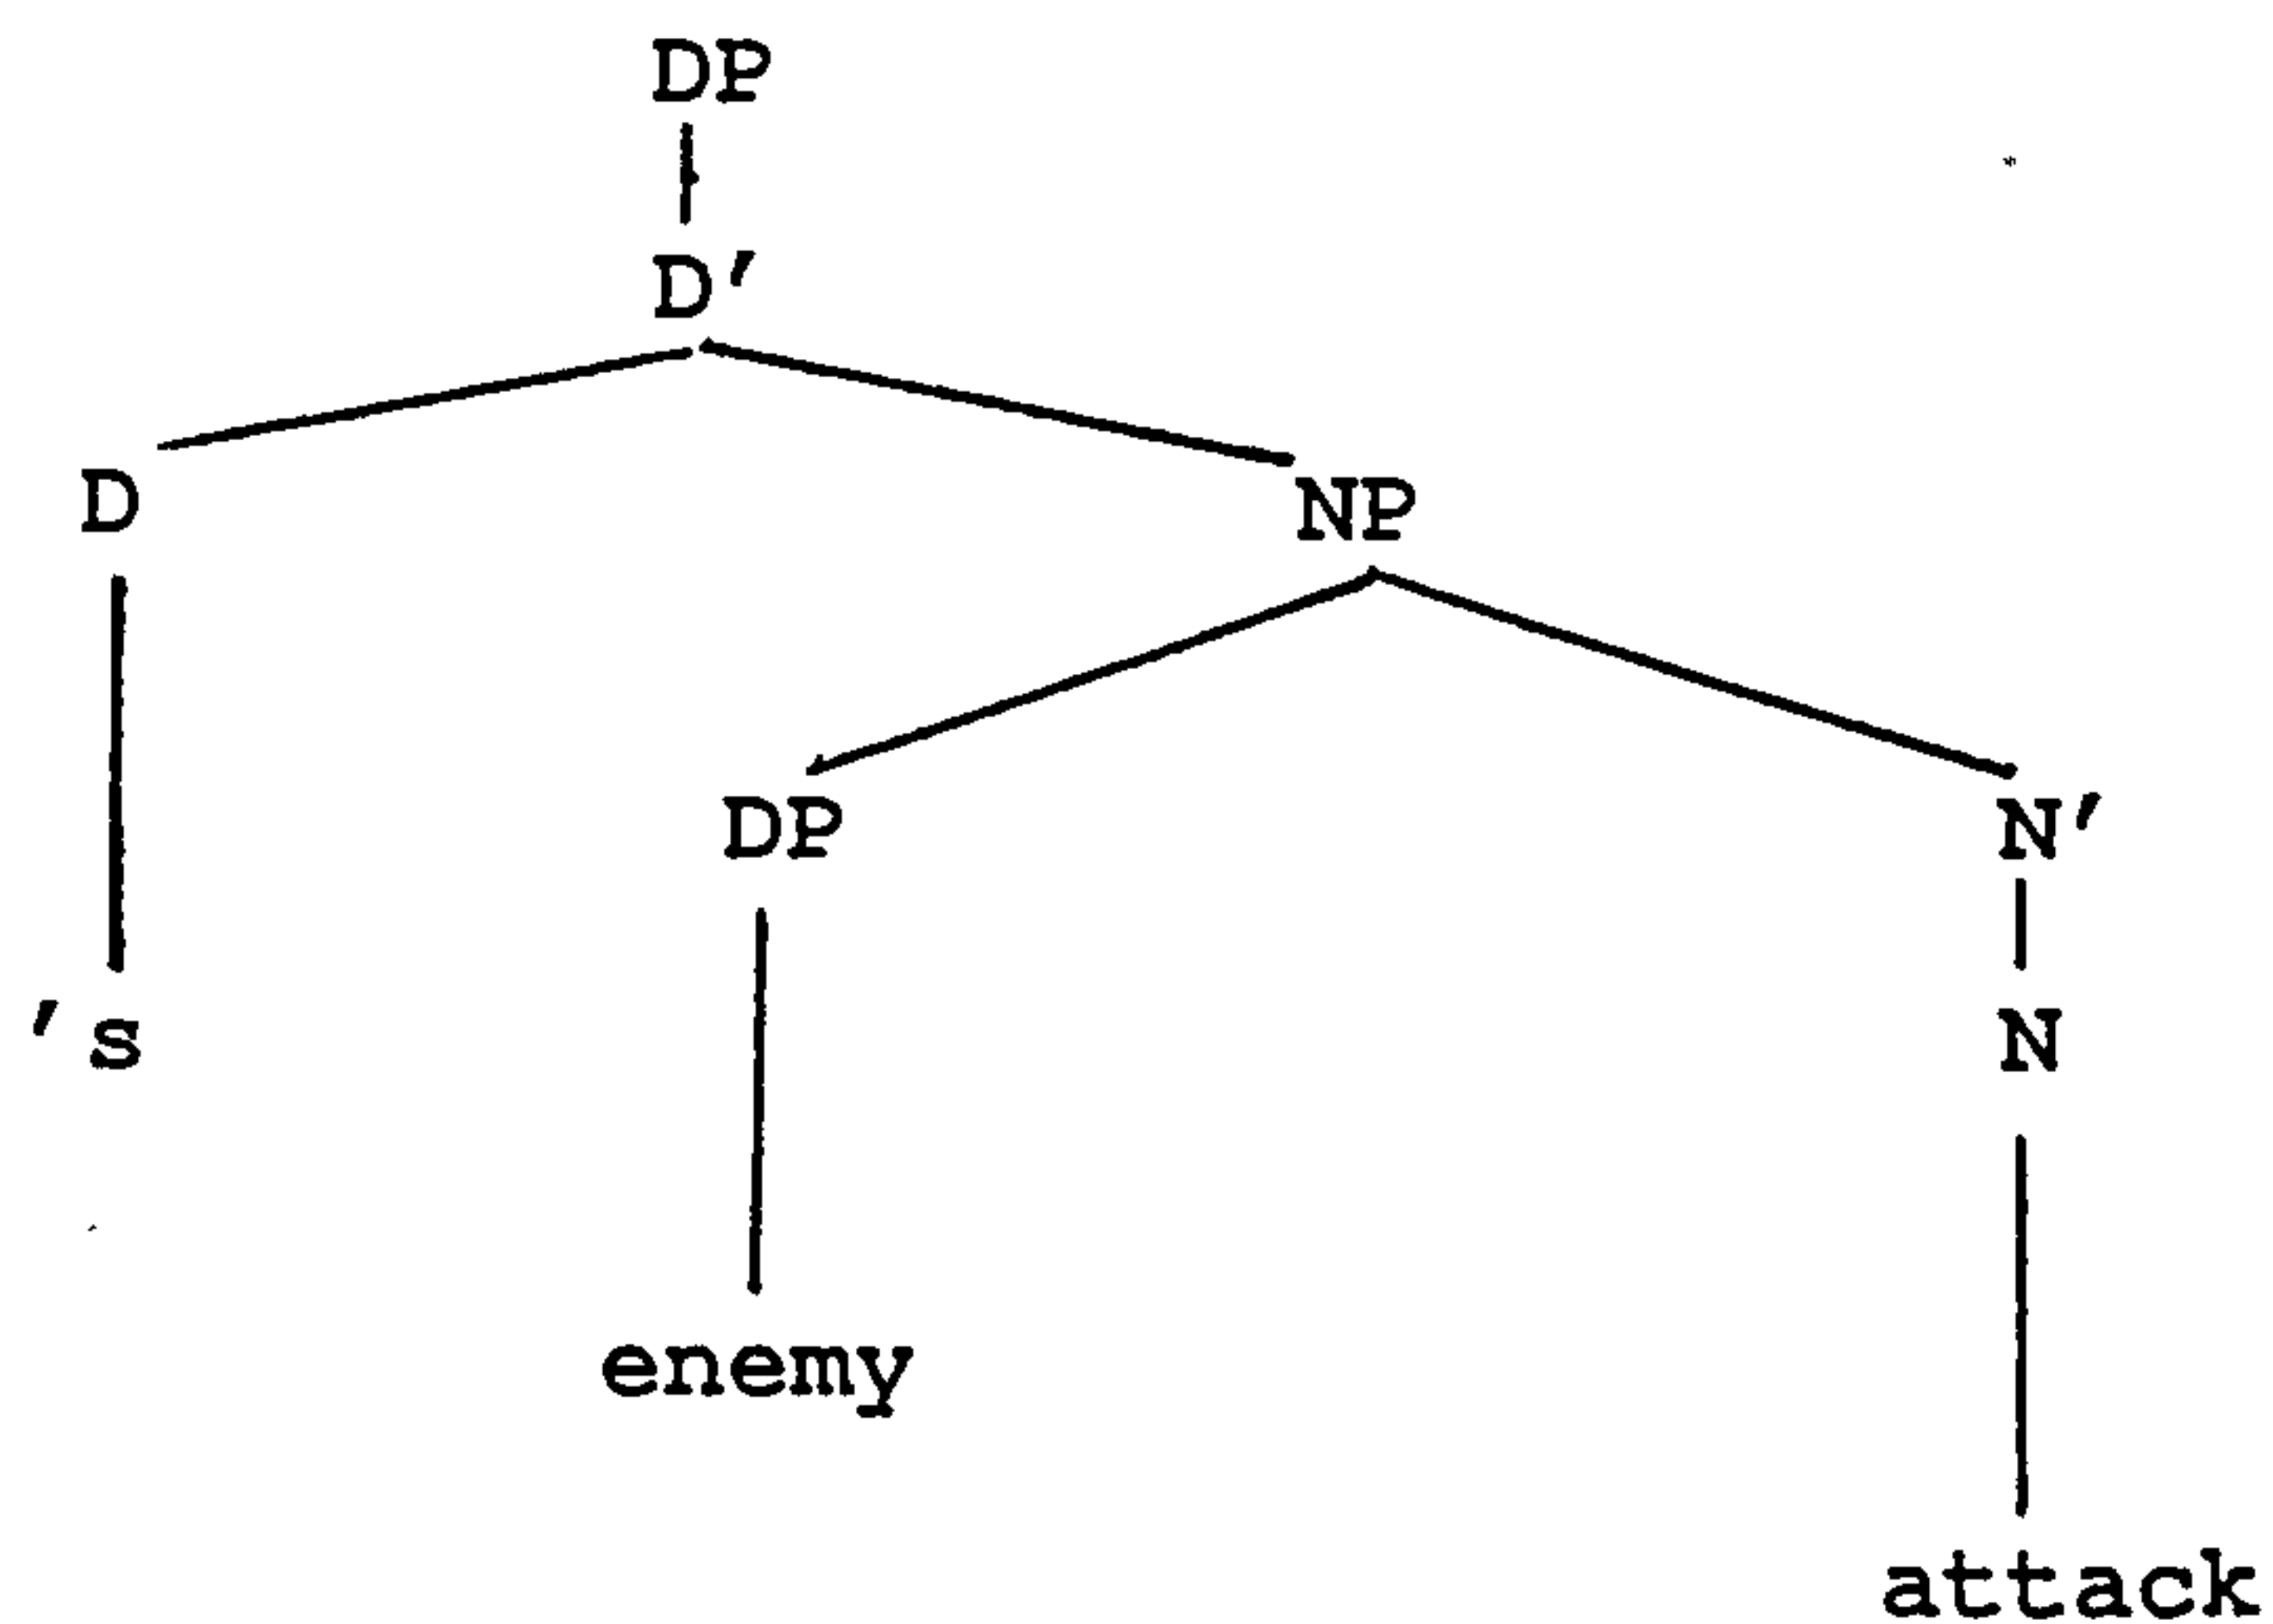 DP
D'
D
NP
DP N'
's N
enemy
attack